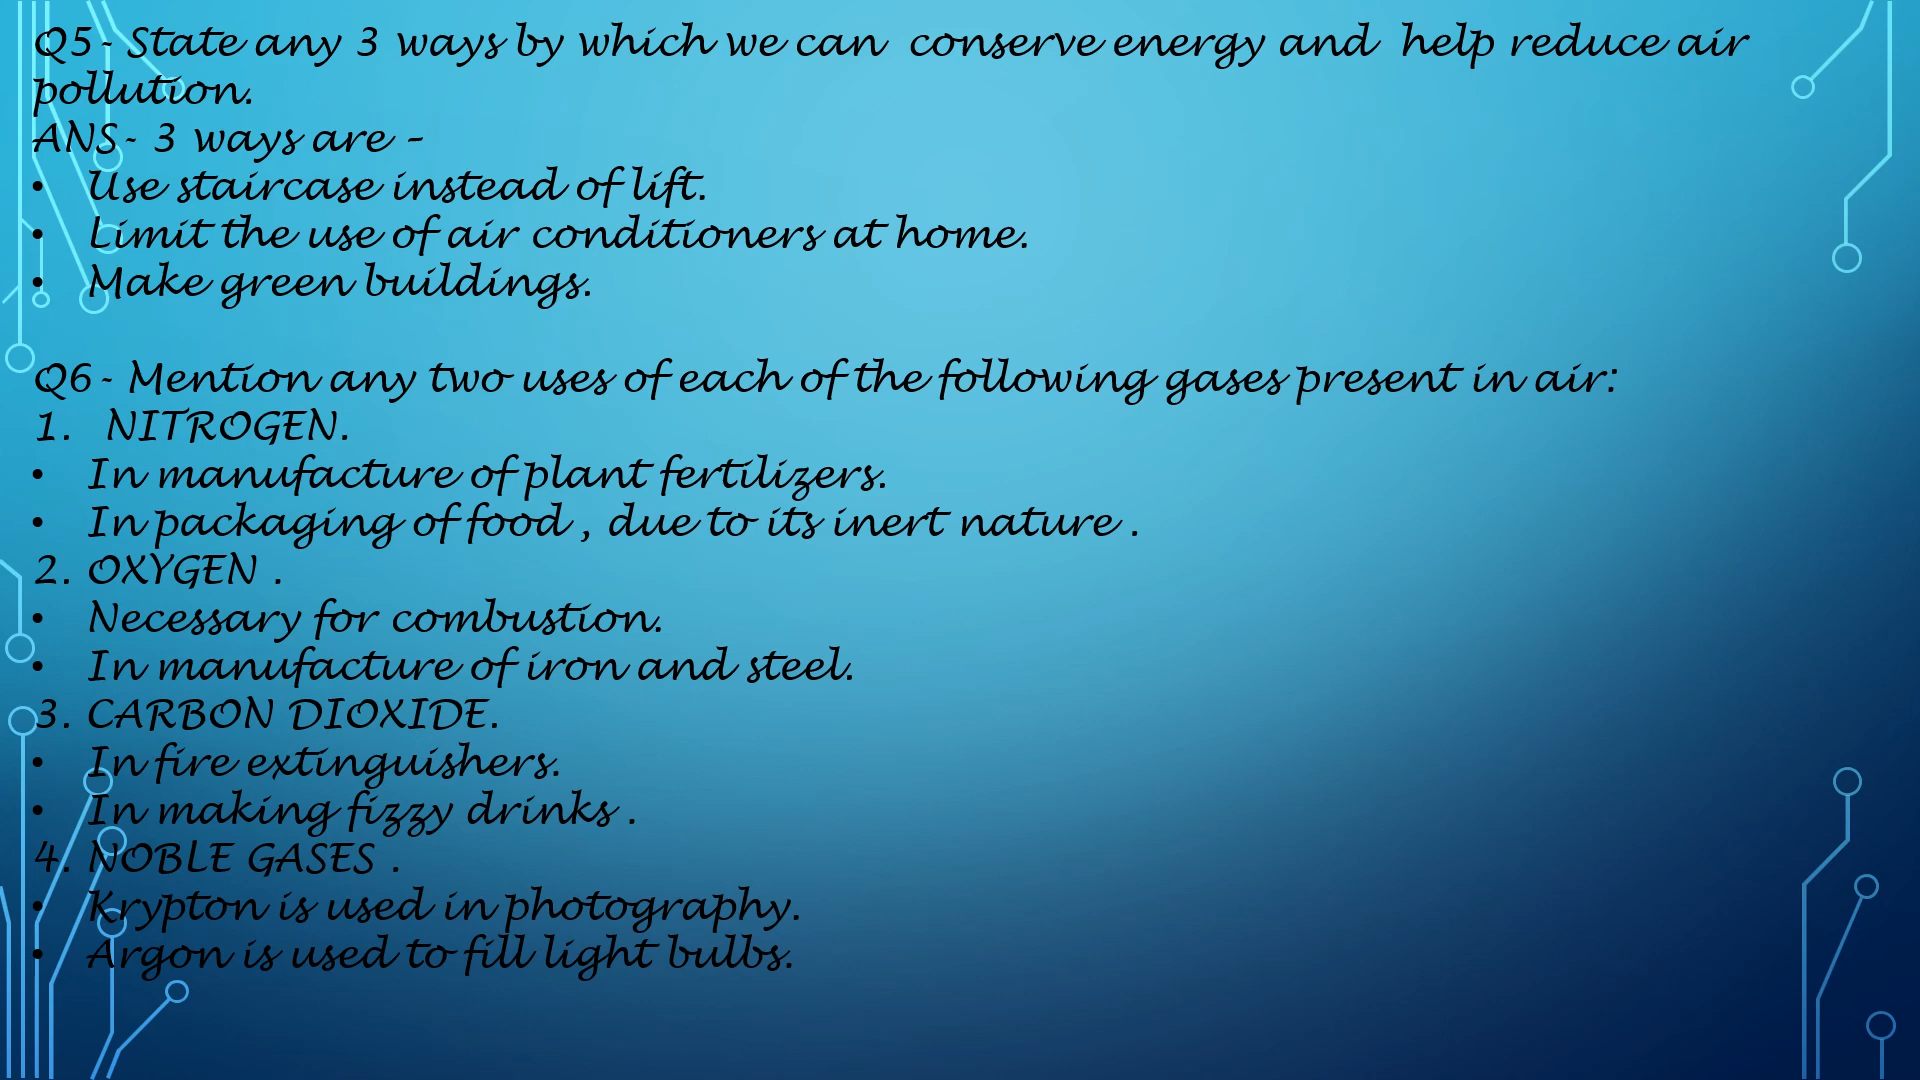 Q5- State any 3 ways by which we can conserve energy and help reduce air
pollution.
ANS- 3 ways are –
• Use staircase instead of lift.
• Limit the use of air conditioners at home.
• Make green buildings.
Q6- Mention any two uses of each of the following gases present in air:
1. NITROGEN.
• In manufacture of plant fertilizers.
• In packaging of food , due to its inert nature .
2. OXYGEN .
• Necessary for combustion.
• In manufacture of iron and steel.
3. CARBON DIOXIDE.
• In fire extinguishers.
• In making fizzy drinks .
4. NOBLE GASES .
• Krypton is used in photography.
• Argon is used to fill light bulbs.